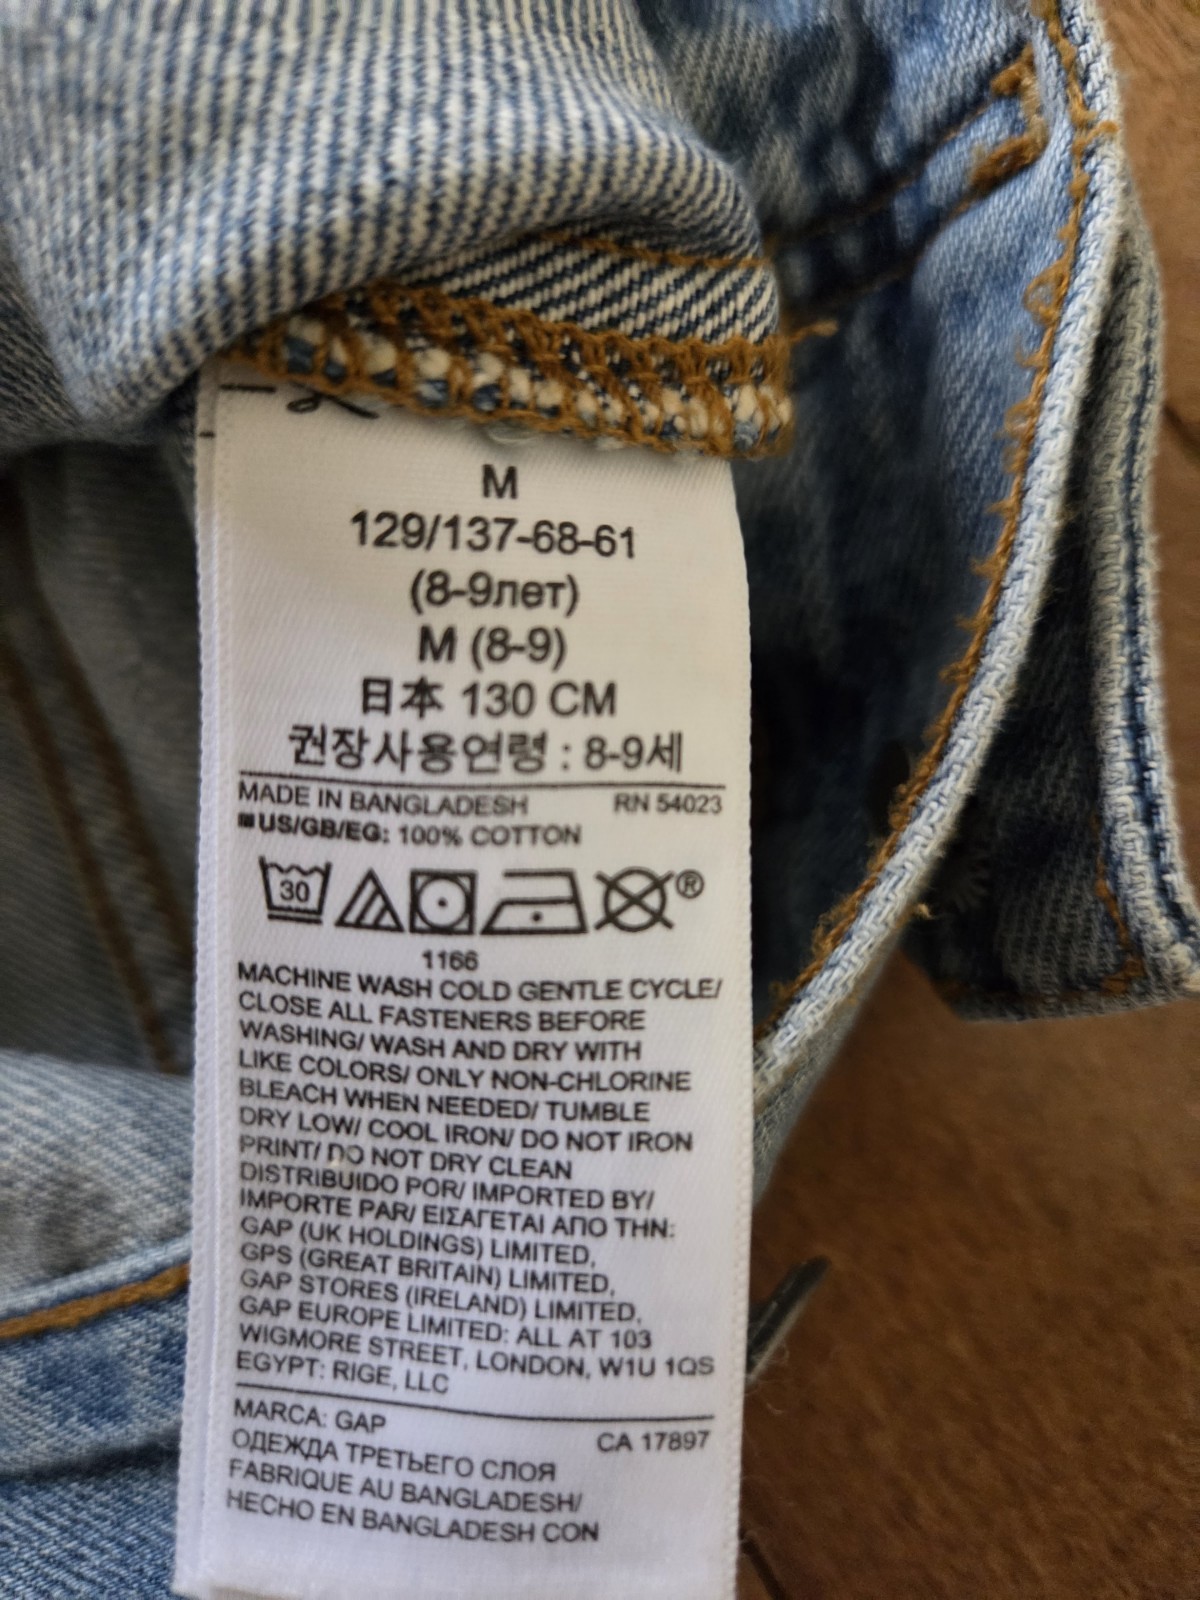 M
129/137-68-61
(8-9лет)
M (8-9)
日本 130 CM
권장사용연령 : 8-9세
MADE IN BANGLADESH RN 54023
US/GB/EG: 100% COTTON
30 ®
1166
MACHINE WASH COLD GENTLE CYCLE/
CLOSE ALL FASTENERS BEFORE
WASHING/ WASH AND DRY WITH
LIKE COLORS/ ONLY NON-CHLORINE
BLEACH WHEN NEEDED/ TUMBLE
DRY LOW/ COOL IRON/ DO NOT IRON
PRINT/ DO NOT DRY CLEAN
DISTRIBUIDO POR/ IMPORTED BY/
IMPORTE PAR/ ΕΙΣΑΓΕΤΑΙ ΑΠΟ ΤΗΝ:
GAP (UK HOLDINGS) LIMITED,
GPS (GREAT BRITAIN) LIMITED,
GAP STORES (IRELAND) LIMITED,
GAP EUROPE LIMITED: ALL AT 103
WIGMORE STREET, LONDON, W1U 1QS
EGYPT: RIGE, LLC
MARCA: GAP CA 17897
ОДЕЖДА ТРЕТЬЕГО СЛОЯ
FABRIQUE AU BANGLADESH/
HECHO EN BANGLADESH CON